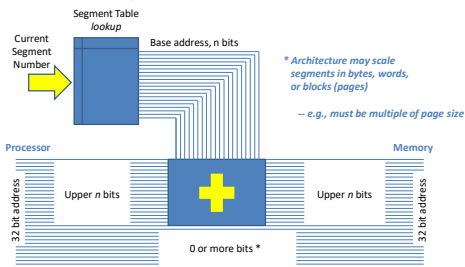 Segment Table
lookup
Current
Segment
Number
Base address, n bits
* Architecture may scale
segments in bytes, words,
or blocks (pages)
-- e.g., must be multiple of page size
Processor
Memory
32 bit address
Upper n bits
Upper n bits
32 bit address
0 or more bits *